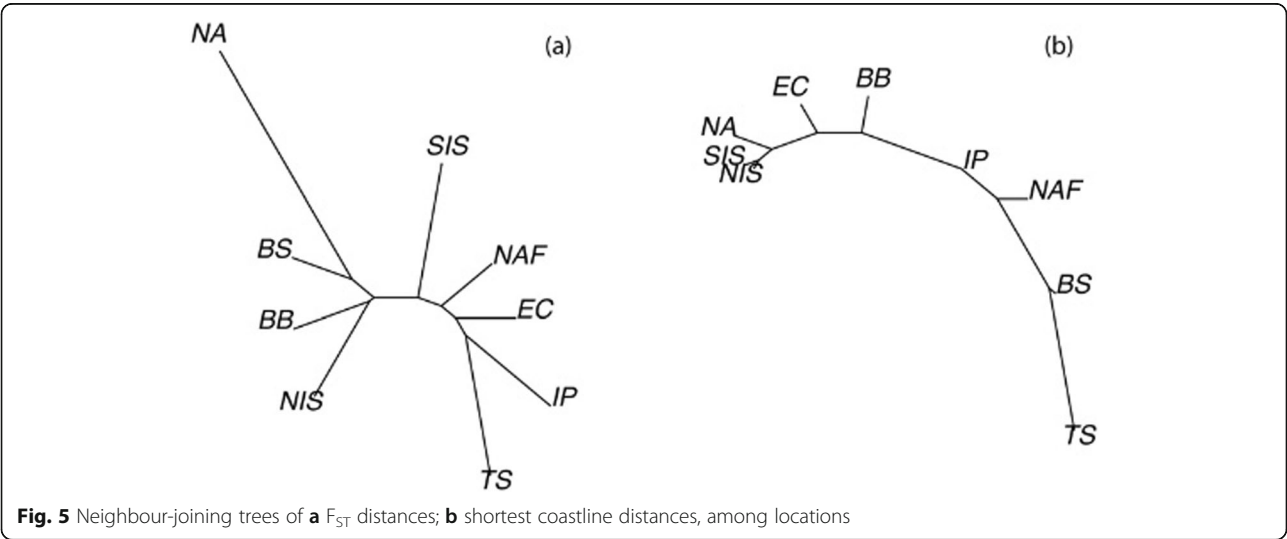 NA
(a)
SIS
BS
NAF
BB
EC
NIS
IP
TS
(b)
BB
EC
NA
SIS
NIS
IP
NAF
BS
TS
Fig. 5 Neighbour-joining trees of a FST distances; b shortest coastline distances, among locations